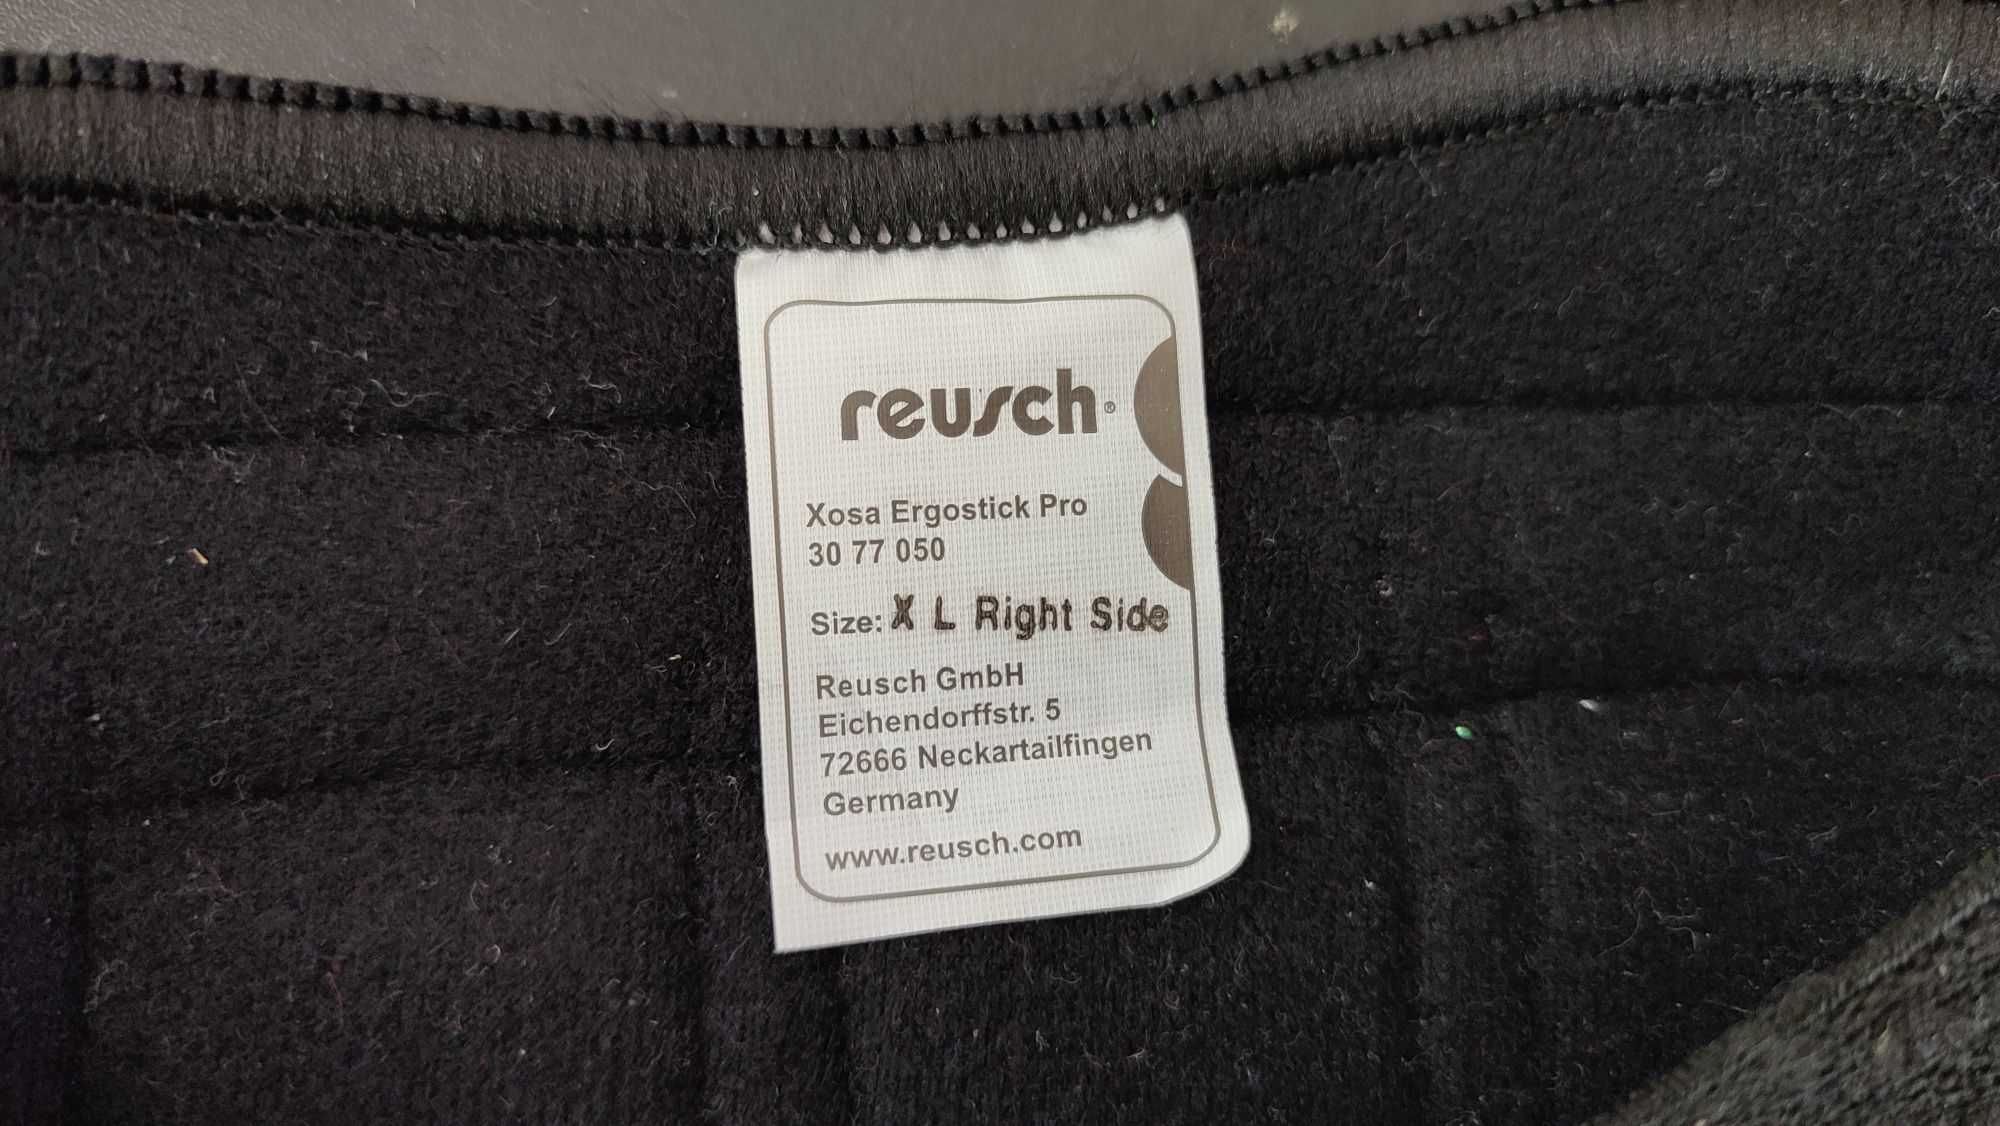 reusch®
Xosa Ergostick Pro
30 77 050
Size: X L Right Side
Reusch GmbH
Eichendorffstr. 5
72666 Neckartailfingen
Germany
www.reusch.com